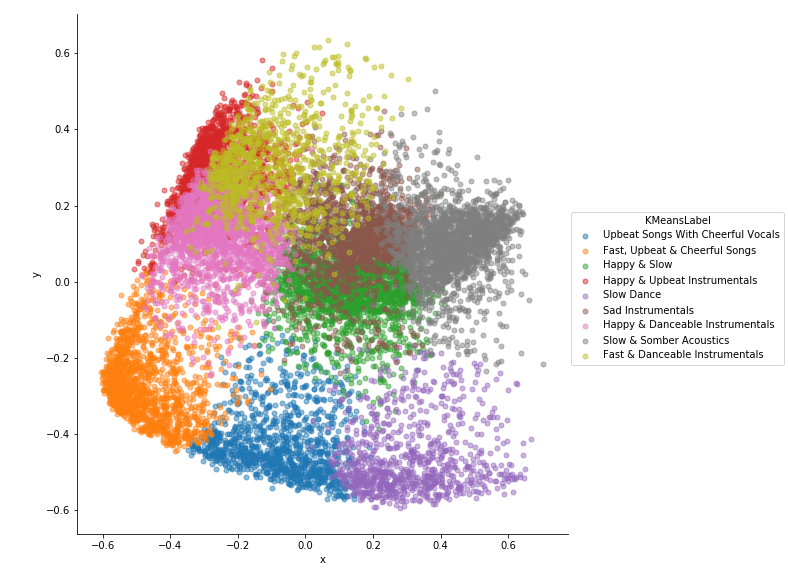 0.6
0.4
0.2
0.0
−0.2
−0.4
−0.6
y
−0.6 −0.4 −0.2 0.0 0.2 0.4 0.6
x
KMeansLabel
Upbeat Songs With Cheerful Vocals
Fast, Upbeat & Cheerful Songs
Happy & Slow
Happy & Upbeat Instrumentals
Slow Dance
Sad Instrumentals
Happy & Danceable Instrumentals
Slow & Somber Acoustics
Fast & Danceable Instrumentals